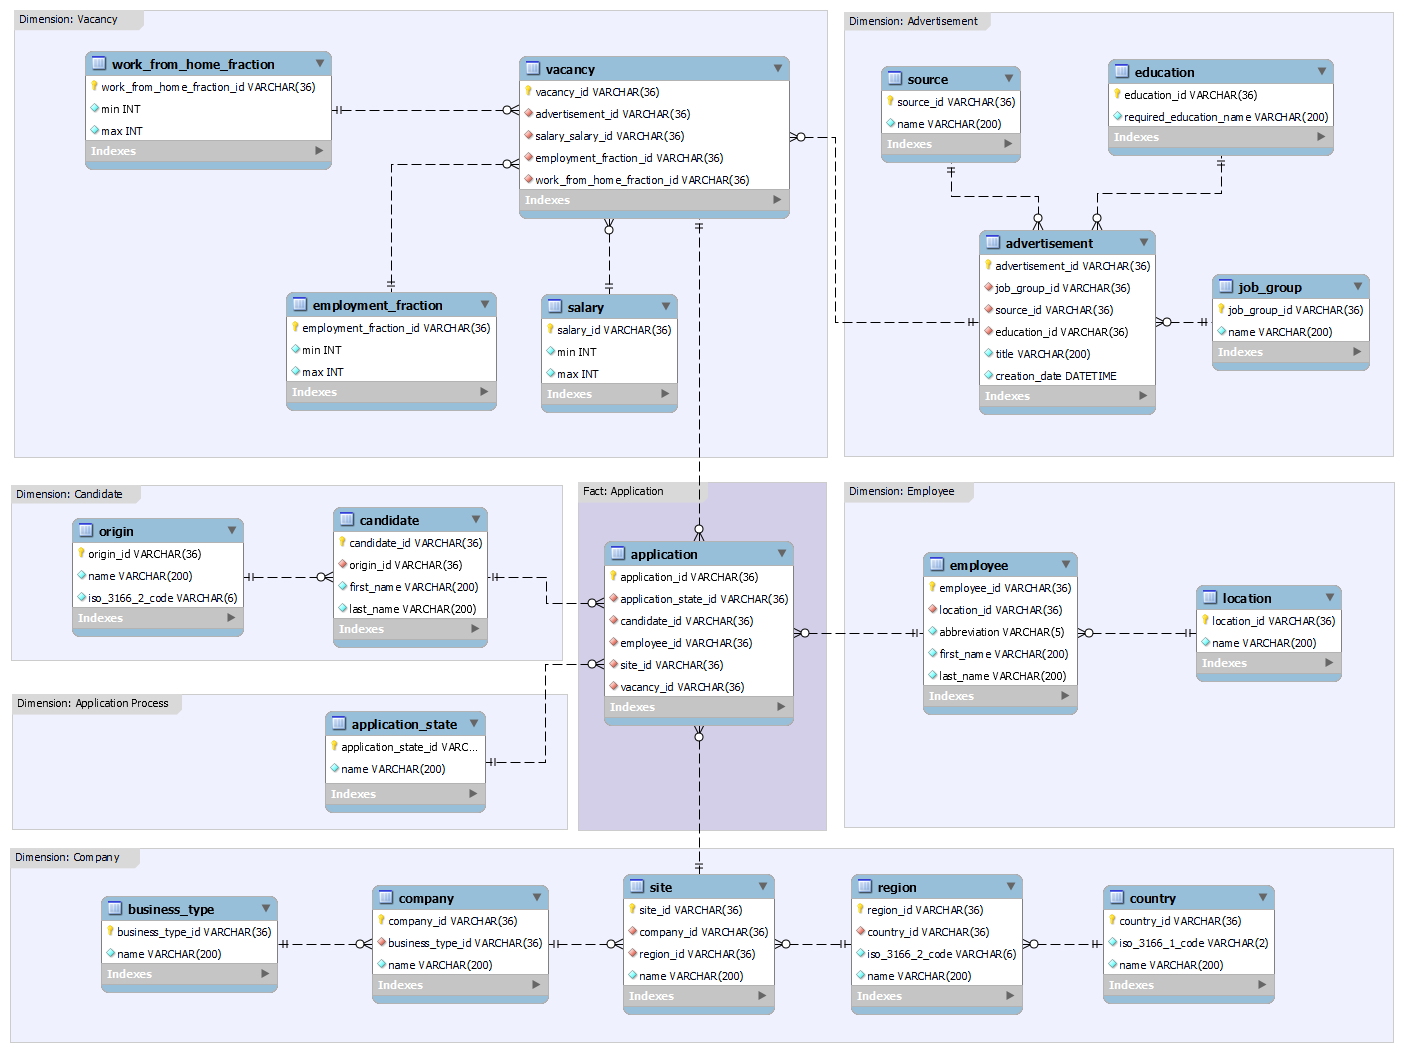 Dimension: Vacancy
work_from_home_fraction
work_from_home_fraction_id VARCHAR(36)
min INT
max INT
Indexes
vacancy
vacancy_id VARCHAR(36)
advertisement_id VARCHAR(36)
salary_salary_id VARCHAR(36)
employment_fraction_id VARCHAR(36)
work_from_home_fraction_id VARCHAR(36)
Indexes
employment_fraction
employment_fraction_id VARCHAR(36)
min INT
max INT
Indexes
salary
salary_id VARCHAR(36)
min INT
max INT
Indexes
Dimension: Advertisement
source
source_id VARCHAR(36)
name VARCHAR(200)
Indexes
education
education_id VARCHAR(36)
required_education_name VARCHAR(200)
Indexes
advertisement
advertisement_id VARCHAR(36)
job_group_id VARCHAR(36)
source_id VARCHAR(36)
education_id VARCHAR(36)
title VARCHAR(200)
creation_date DATETIME
Indexes
job_group
job_group_id VARCHAR(36)
name VARCHAR(200)
Indexes
Dimension: Candidate
origin
origin_id VARCHAR(36)
name VARCHAR(200)
iso_3166_2_code VARCHAR(6)
Indexes
candidate
candidate_id VARCHAR(36)
origin_id VARCHAR(36)
first_name VARCHAR(200)
last_name VARCHAR(200)
Indexes
Fact: Application
application
application_id VARCHAR(36)
application_state_id VARCHAR(36)
candidate_id VARCHAR(36)
employee_id VARCHAR(36)
site_id VARCHAR(36)
vacancy_id VARCHAR(36)
Indexes
Dimension: Employee
employee
employee_id VARCHAR(36)
location_id VARCHAR(36)
abbreviation VARCHAR(5)
first_name VARCHAR(200)
last_name VARCHAR(200)
Indexes
location
location_id VARCHAR(36)
name VARCHAR(200)
Indexes
Dimension: Application Process
application_state
application_state_id VARC...
name VARCHAR(200)
Indexes
Dimension: Company
business_type
business_type_id VARCHAR(36)
name VARCHAR(200)
Indexes
company
company_id VARCHAR(36)
business_type_id VARCHAR(36)
name VARCHAR(200)
Indexes
site
site_id VARCHAR(36)
company_id VARCHAR(36)
region_id VARCHAR(36)
name VARCHAR(200)
Indexes
region
region_id VARCHAR(36)
country_id VARCHAR(36)
iso_3166_2_code VARCHAR(6)
name VARCHAR(200)
Indexes
country
country_id VARCHAR(36)
iso_3166_1_code VARCHAR(2)
name VARCHAR(200)
Indexes